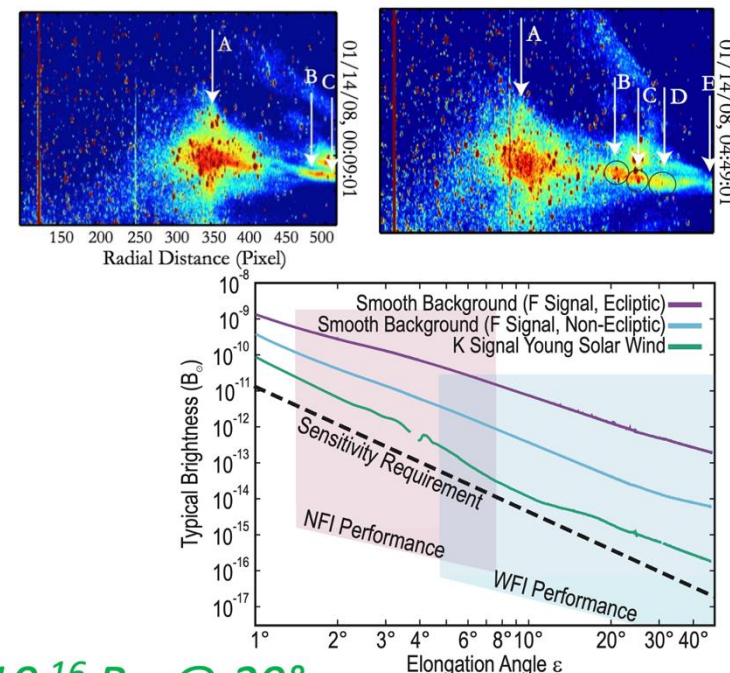 A
B
C
01/14/08, 00:09:01
150 200 250 300 350 400 450 500
Radial Distance (Pixel)
A
B
C
D
E
01/14/08, 04:49:01
Typical Brightness (B⊙)
10⁻⁸
10⁻⁹
10⁻¹⁰
10⁻¹¹
10⁻¹²
10⁻¹³
10⁻¹⁴
10⁻¹⁵
10⁻¹⁶
10⁻¹⁷
Smooth Background (F Signal, Ecliptic)
Smooth Background (F Signal, Non-Ecliptic)
K Signal Young Solar Wind
Sensitivity Requirement
NFI Performance
WFI Performance
1° 2° 3° 4° 6° 8° 10° 20° 30° 40°
Elongation Angle ε